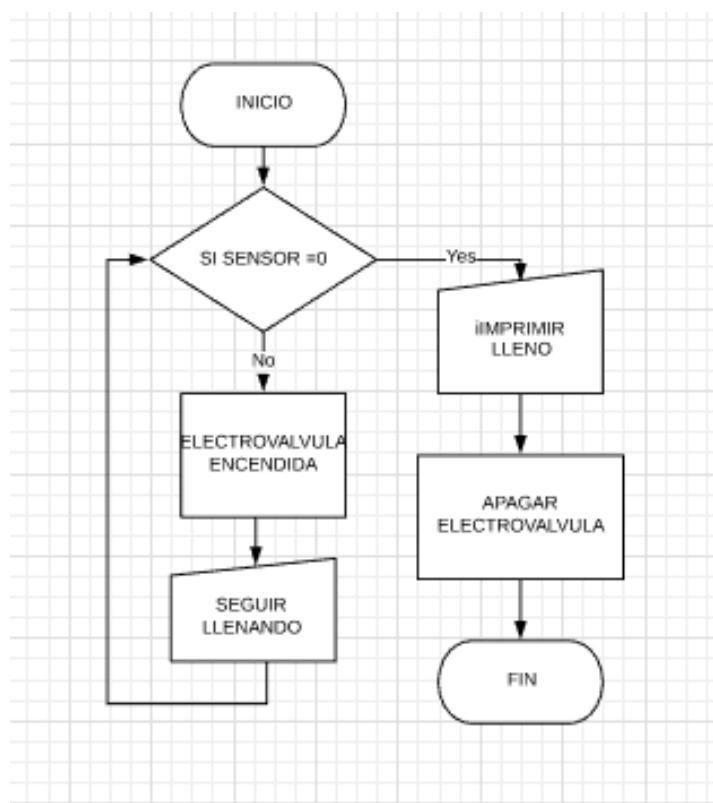 INICIO
SI SENSOR =0
Yes
iIMPRIMIR
LLENO
No
ELECTROVALVULA
ENCENDIDA
APAGAR
ELECTROVALVULA
SEGUIR
LLENANDO
FIN